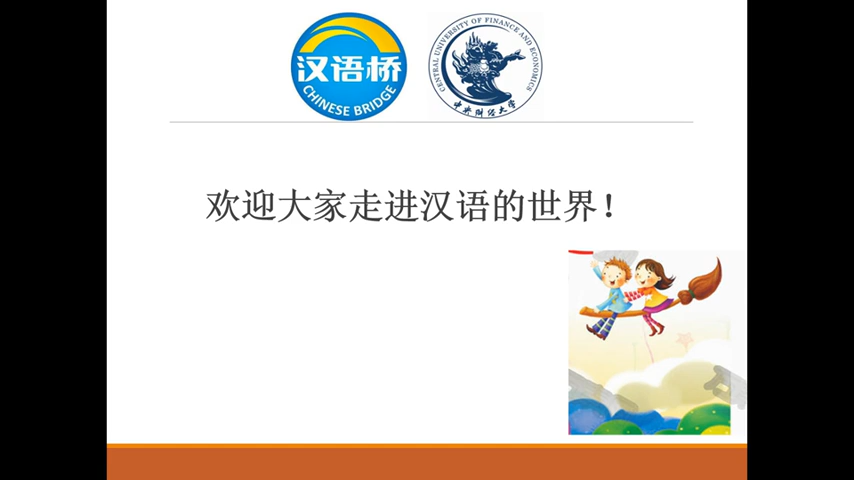 汉语桥
CHINESE BRIDGE
CENTRAL UNIVERSITY OF FINANCE AND ECONOMICS
中央财经大学
欢迎大家走进汉语的世界！